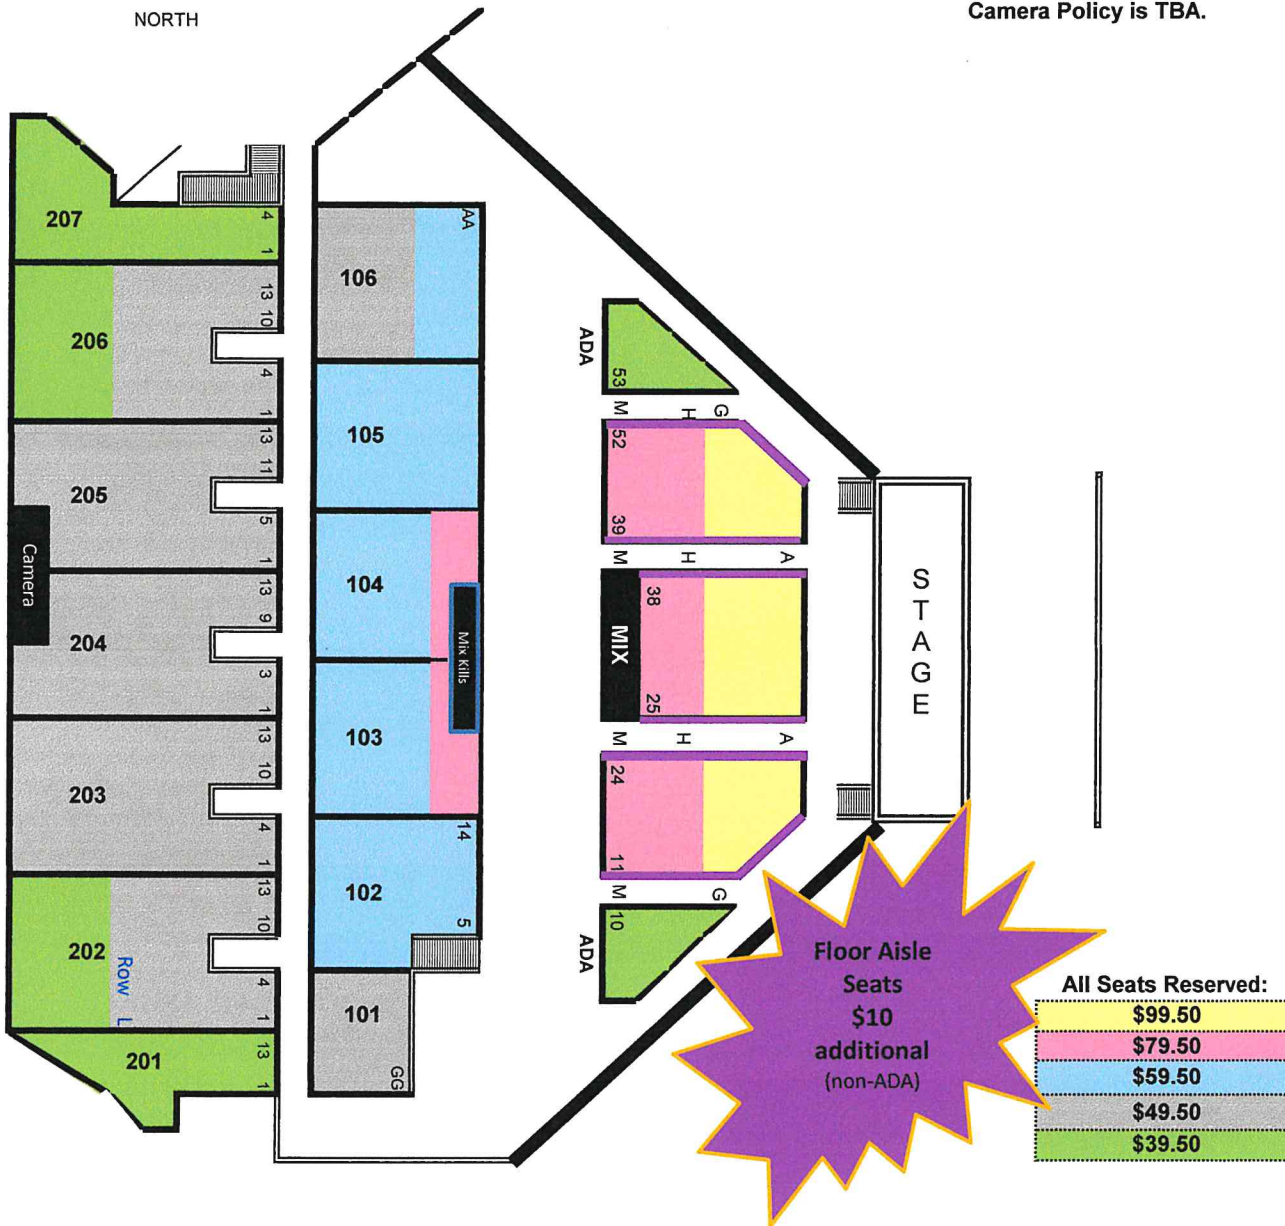 NORTH
Camera Policy is TBA.
207
4
1
206
13
10
4
1
205
13
11
5
1
Camera
204
13
9
3
1
203
13
10
4
1
202
Row L
13
10
4
1
201
13
1
AA
106
105
104
Mix Kills
103
102
14
5
101
GG
ADA
53
M
H
G
52
39
M
H
A
38
MIX
25
M
H
A
24
11
M
G
10
ADA
STAGE
Floor Aisle
Seats
$10
additional
(non-ADA)
All Seats Reserved:
$99.50
$79.50
$59.50
$49.50
$39.50